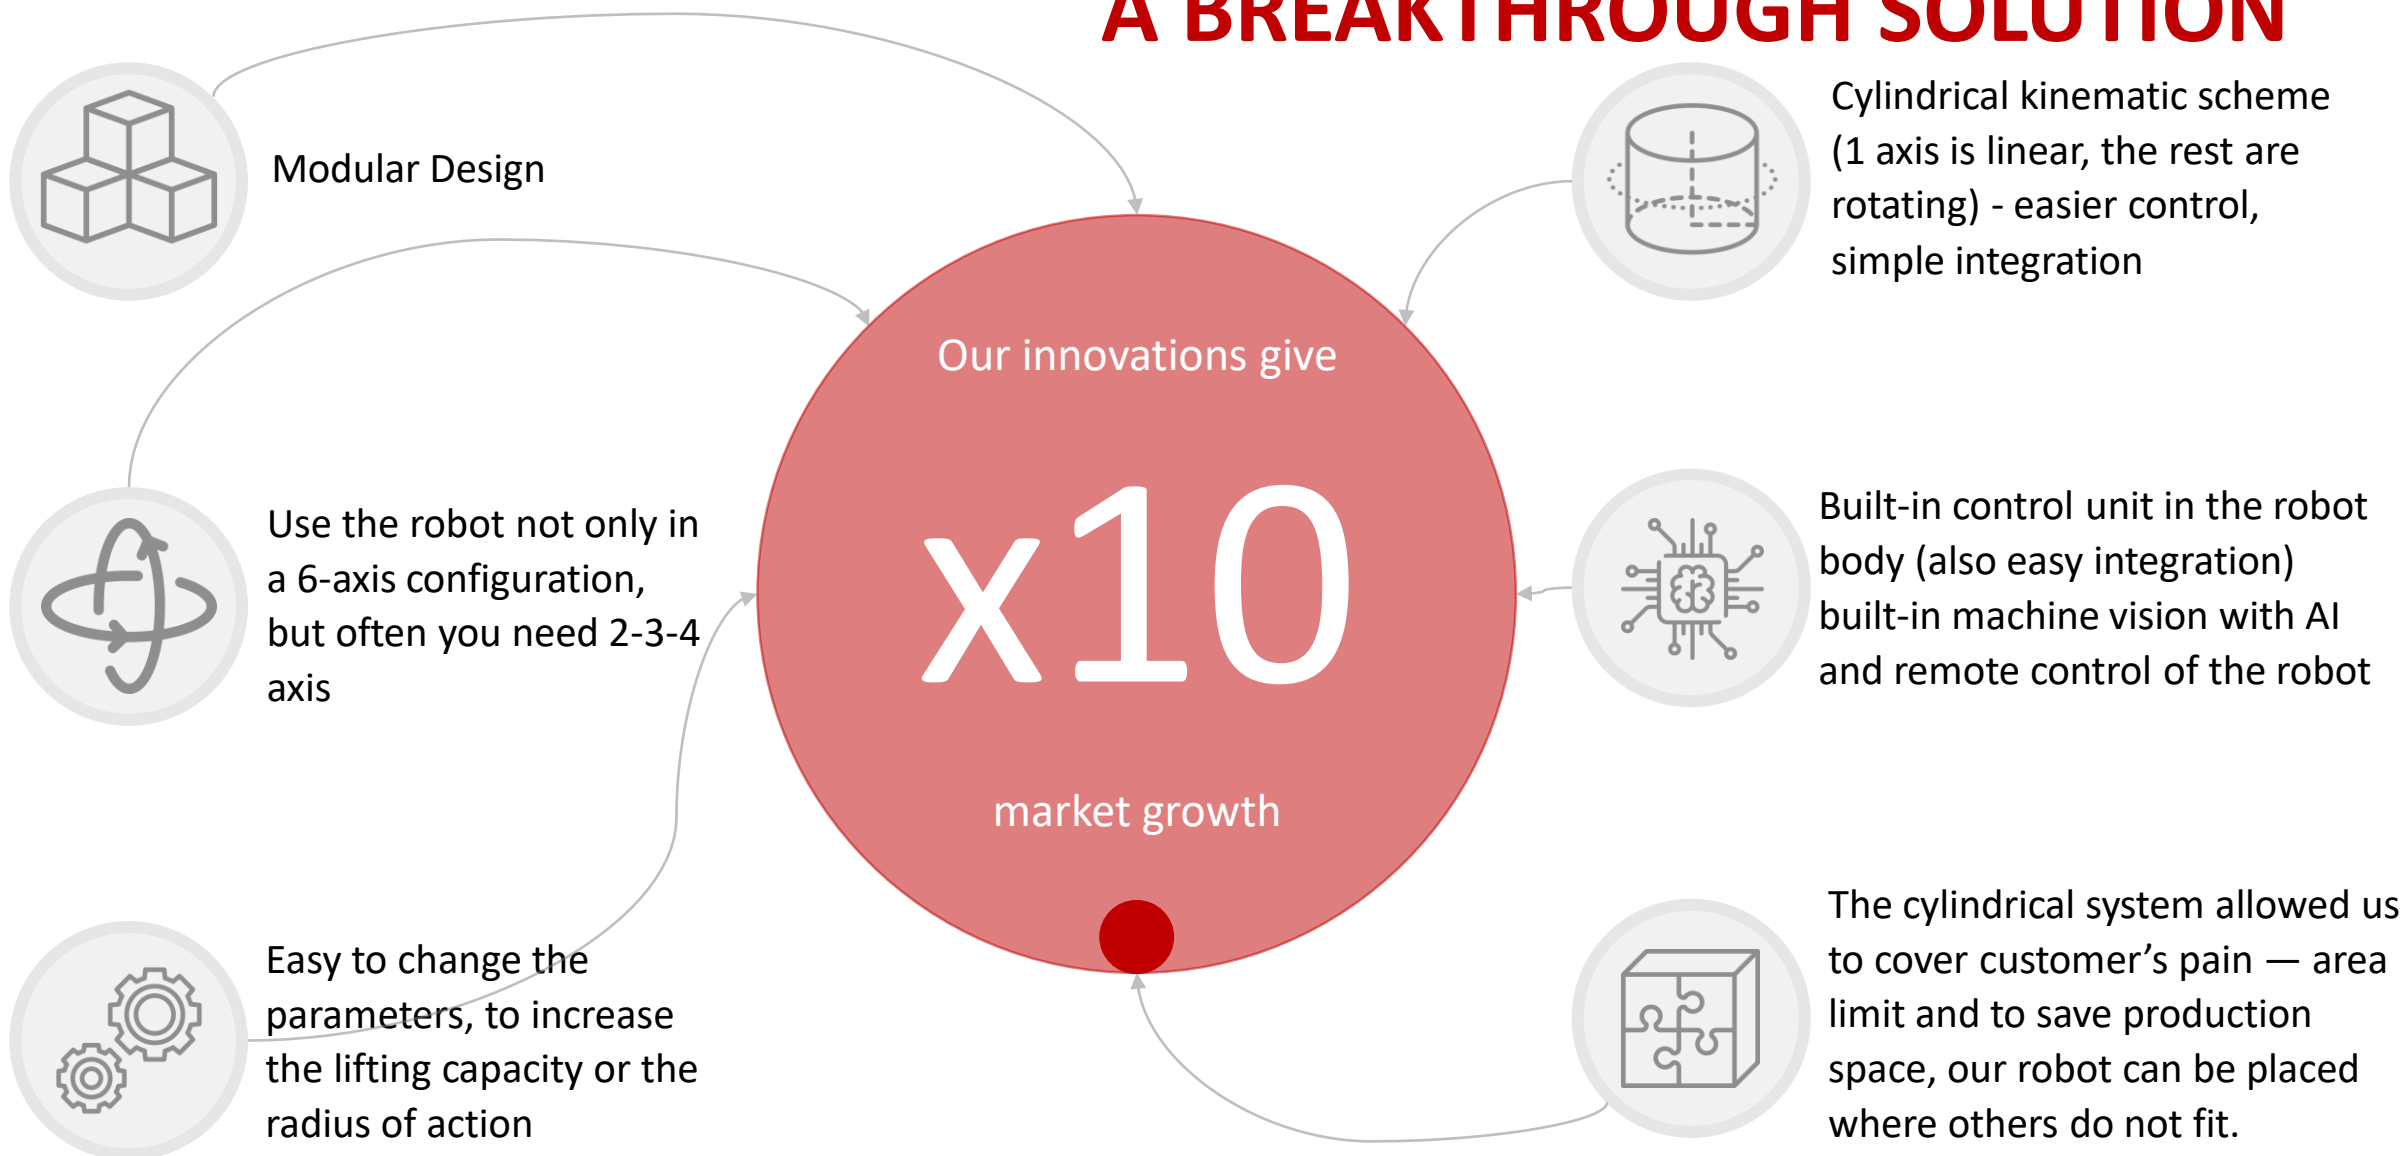 A BREAKTHROUGH SOLUTION
Modular Design
Use the robot not only in
a 6-axis configuration,
but often you need 2-3-4
axis
Easy to change the
parameters, to increase
the lifting capacity or the
radius of action
Our innovations give
x10
market growth
Cylindrical kinematic scheme
(1 axis is linear, the rest are
rotating) - easier control,
simple integration
Built-in control unit in the robot
body (also easy integration)
built-in machine vision with AI
and remote control of the robot
The cylindrical system allowed us
to cover customer’s pain — area
limit and to save production
space, our robot can be placed
where others do not fit.